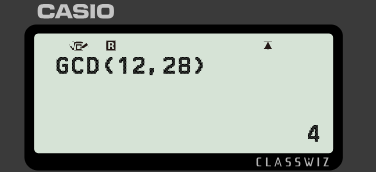 CASIO
√▱ R
GCD(12,28)
4
CLASSWIZ